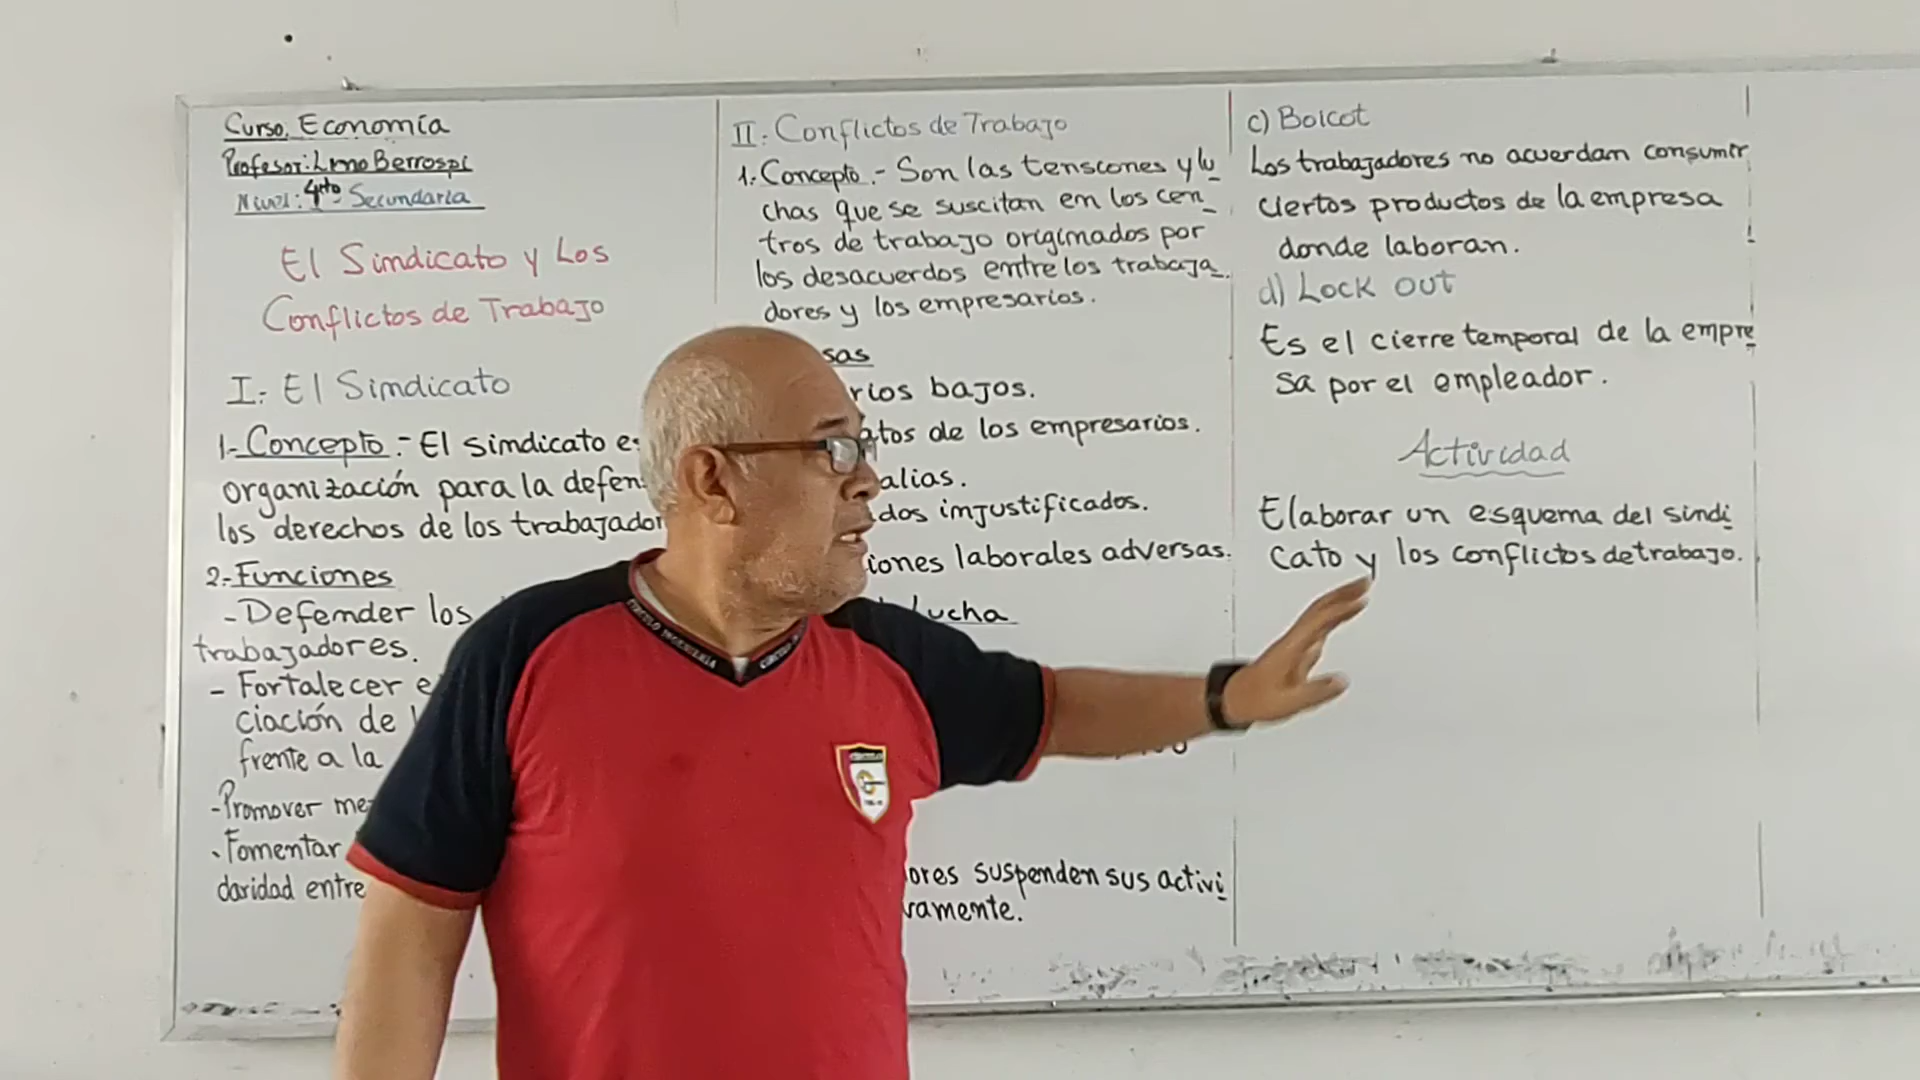 Curso. Economía
Profesor: Lino Berrospi
Nivel: 4to Secundaria
El Sindicato y Los
Conflictos de Trabajo
I.- El Sindicato
1.- Concepto.- El sindicato es
organización para la defen
los derechos de los trabajador
2.- Funciones
- Defender los
trabajadores.
- Fortalecer
ciación de
frente a la
- Promover
- Fomentar
daridad entre
II.- Conflictos de Trabajo
1.- Concepto.- Son las tensiones y lu
chas que se suscitan en los cen
tros de trabajo originados por
los desacuerdos entre los trabaja
dores y los empresarios.
sas
rios bajos.
atos de los empresarios.
alias.
dos injustificados.
iones laborales adversas.
lucha
ores suspenden sus activi
vamente.
c) Boicot
Los trabajadores no acuerdan consumir
ciertos productos de la empresa
donde laboran.
d) Lock out
Es el cierre temporal de la empre
sa por el empleador.
Actividad
Elaborar un esquema del sindi
cato y los conflictos de trabajo.
CIRCULO INGENIERÍA